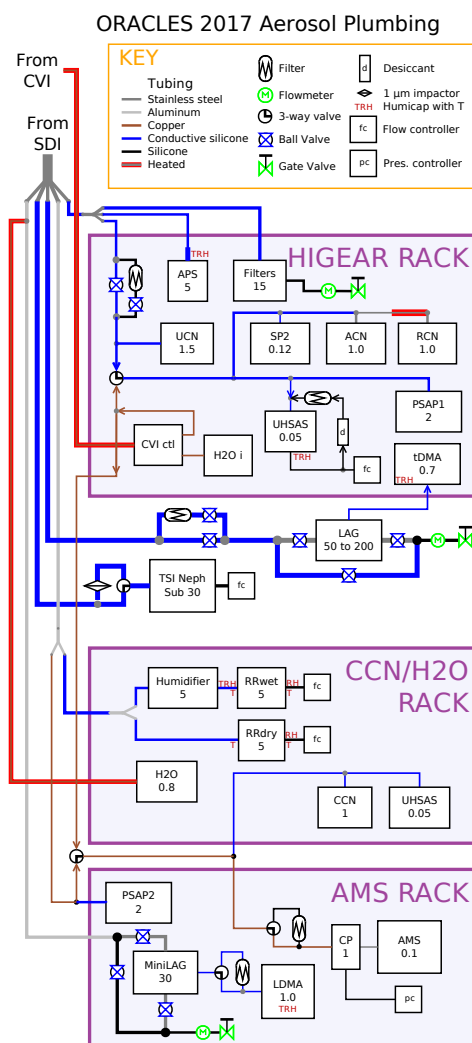 ORACLES 2017 Aerosol Plumbing
From
CVI
From
SDI
KEY
Tubing
Stainless steel
Aluminum
Copper
Conductive silicone
Silicone
Heated
Filter
M
Flowmeter
3-way valve
Ball Valve
Gate Valve
d
Desiccant
1 μm impactor
TRH
Humicap with T
fc
Flow controller
pc
Pres. controller
HIGEAR RACK
TRH
APS
5
Filters
15
M
UCN
1.5
SP2
0.12
ACN
1.0
RCN
1.0
PSAP1
2
UHSAS
0.05
TRH
d
fc
CVI ctl
H2O i
tDMA
0.7
TRH
LAG
50 to 200
M
TSI Neph
Sub 30
fc
CCN/H2O
RACK
Humidifier
5
TRH
T
RRwet
5
RH
T
fc
T
RRdry
5
RH
T
fc
H2O
0.8
CCN
1
UHSAS
0.05
AMS RACK
PSAP2
2
MiniLAG
30
M
LDMA
1.0
TRH
CP
1
AMS
0.1
pc